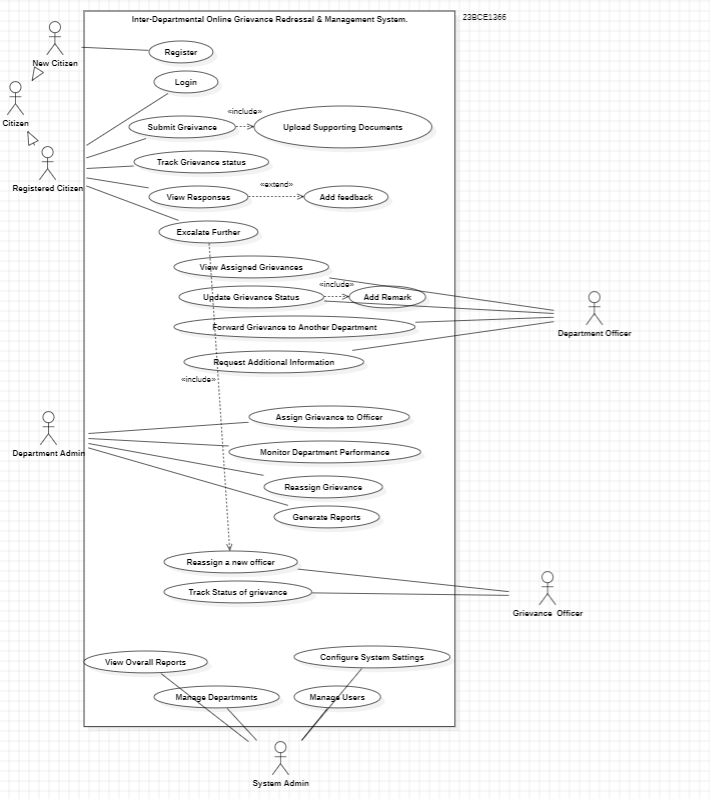 Inter-Departmental Online Grievance Redressal & Management System.
23BCE1366
Register
New Citizen
Login
Citizen
«include»
Submit Greivance
Upload Supporting Documents
Track Grievance status
Registered Citizen
«extend»
View Responses
Add feedback
Excalate Further
View Assigned Grievances
«include»
Update Grievance Status
Add Remark
Forward Grievance to Another Department
Department Officer
Request Additional Information
«include»
Assign Grievance to Officer
Department Admin
Monitor Department Performance
Reassign Grievance
Generate Reports
Reassign a new officer
Track Status of grievance
Grievance Officer
View Overall Reports
Configure System Settings
Manage Departments
Manage Users
System Admin